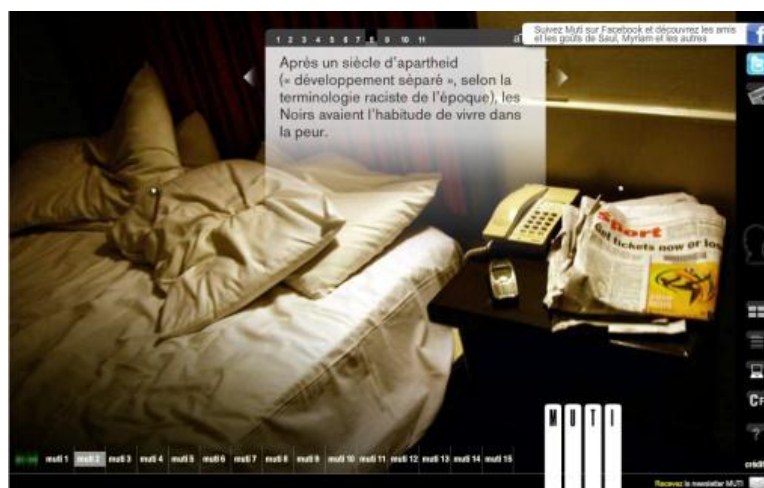 1 2 3 4 5 6 7 8 9 10 11
Suivez Muti sur Facebook et découvrez les amis
et les goûts de Saul, Myriam et les autres
Après un siècle d'apartheid
(« développement séparé », selon la
terminologie raciste de l'époque), les
Noirs avaient l'habitude de vivre dans
la peur.
Sport
Get tickets now or
MUTI
muti 1 muti 2 muti 3 muti 4 muti 5 muti 6 muti 7 muti 8 muti 9 muti 10 muti 11 muti 12 muti 13 muti 14 muti 15
?
Recevez la newsletter MUTI